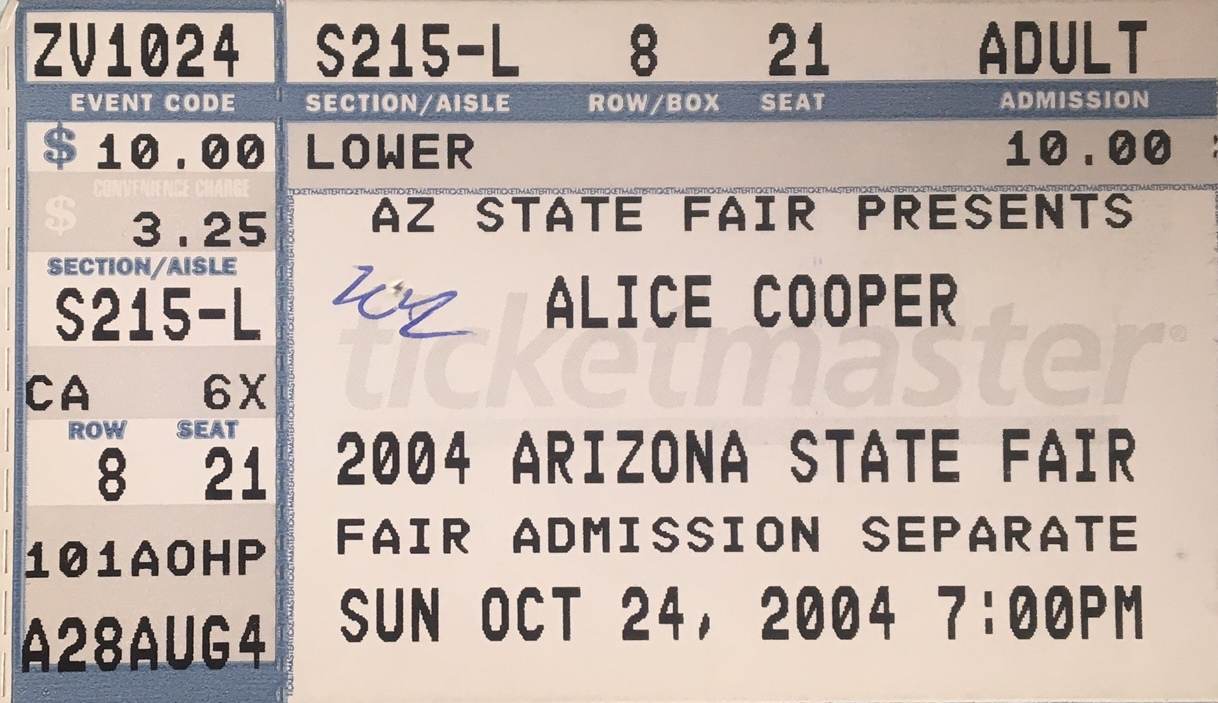 ZV1024 S215-L 8 21 ADULT
EVENT CODE SECTION/AISLE ROW/BOX SEAT ADMISSION
$ 10.00 LOWER 10.00
CONVENIENCE CHARGE
$ 3.25
TICKETMASTERTICKETMASTERTICKETMASTER
AZ STATE FAIR PRESENTS
SECTION/AISLE
S215-L
ALICE COOPER
ticketmaster®
CA 6X
ROW SEAT
8 21
2004 ARIZONA STATE FAIR
101AOHP
FAIR ADMISSION SEPARATE
A28AUG4
SUN OCT 24, 2004 7:00PM